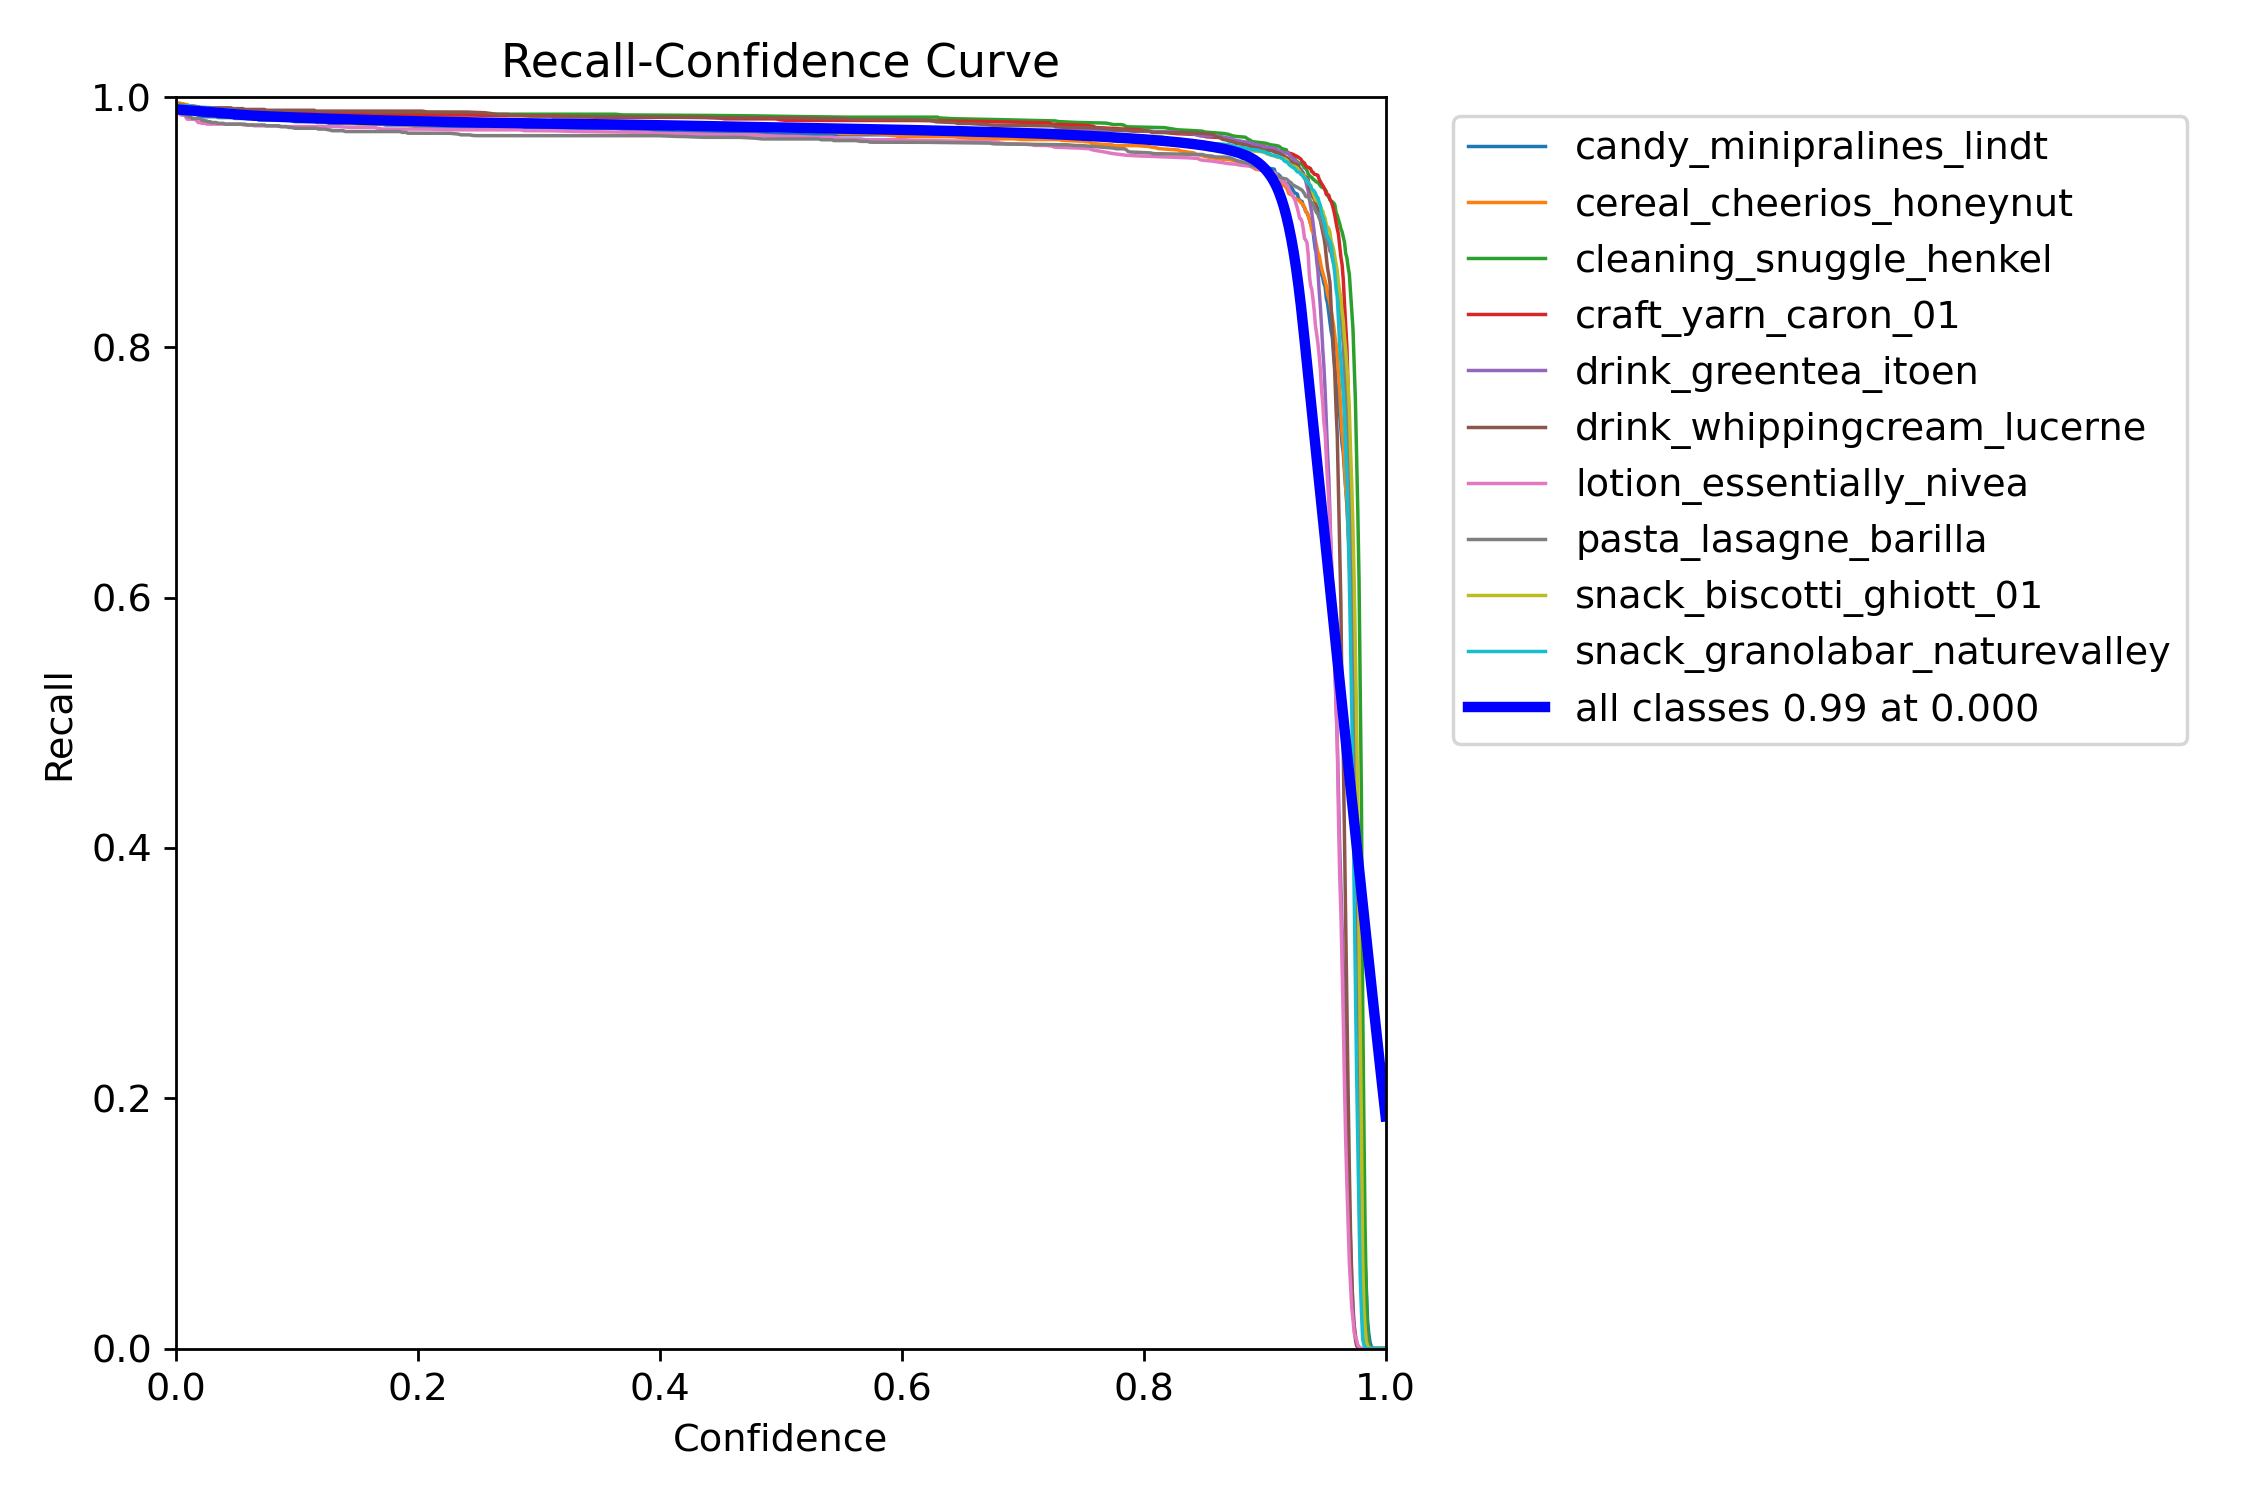 Recall-Confidence Curve
1.0
0.8
0.6
0.4
0.2
0.0
Recall
0.0 0.2 0.4 0.6 0.8 1.0
Confidence
candy_minipralines_lindt
cereal_cheerios_honeynut
cleaning_snuggle_henkel
craft_yarn_caron_01
drink_greentea_itoen
drink_whippingcream_lucerne
lotion_essentially_nivea
pasta_lasagne_barilla
snack_biscotti_ghiott_01
snack_granolabar_naturevalley
all classes 0.99 at 0.000